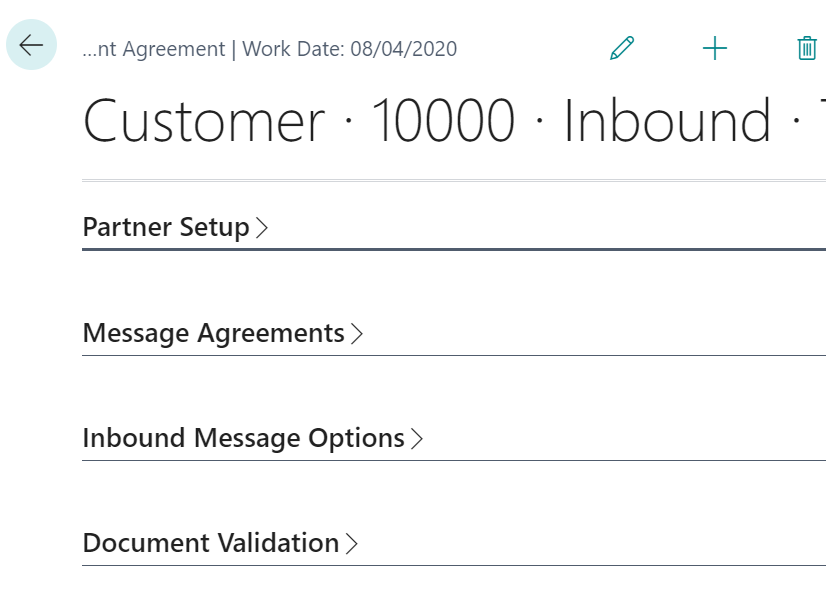 ...nt Agreement | Work Date: 08/04/2020
Customer · 10000 · Inbound ·
Partner Setup
Message Agreements
Inbound Message Options
Document Validation